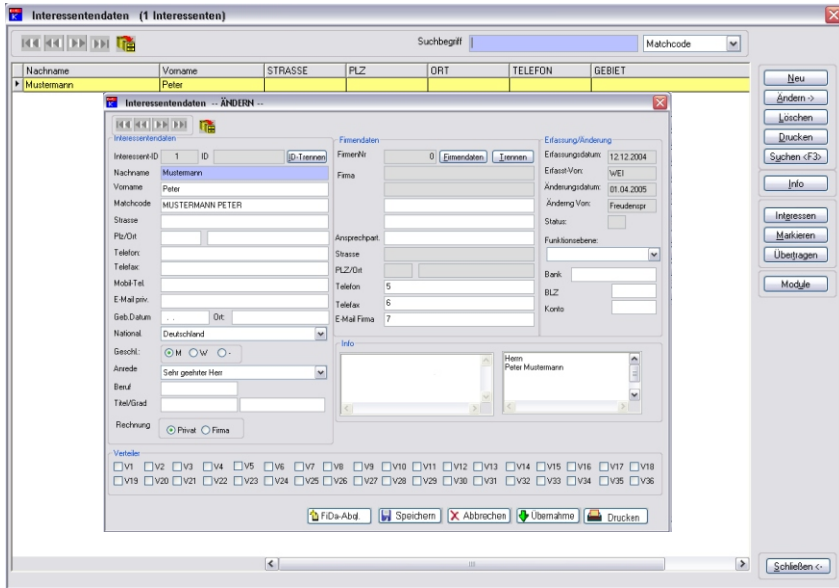 Interessentendaten (1 Interessenten)
Suchbegriff Matchcode
Nachname Vorname STRASSE PLZ ORT TELEFON GEBIET
Mustermann Peter
Neu
Ändern ->
Löschen
Drucken
Suchen <F3>
Info
Interessen
Markieren
Übertragen
Module
Schließen <-
Interessentendaten -- ÄNDERN --
Interessentendaten
Interessent-ID 1 ID ID-Trennen
Nachname Mustermann
Vorname Peter
Matchcode MUSTERMANN PETER
Strasse
Plz/Ort
Telefon:
Telefax:
Mobil-Tel.
E-Mail priv.
Geb.Datum . . Ort:
National. Deutschland
Geschl.: M W -
Anrede Sehr geehrter Herr
Beruf
Titel/Grad
Rechnung Privat Firma
Firmendaten
FirmenNr 0 Firmendaten Trennen
Firma
Ansprechpart.
Strasse
PLZ/Ort
Telefon 5
Telefax 6
E-Mail Firma 7
Erfassung/Änderung
Erfassungsdatum: 12.12.2004
Erfasst-Von: WEI
Änderungsdatum: 01.04.2005
Änderng Von: Freudenspr
Status:
Funktionsebene:
Bank
BLZ
Konto
Info
Herrn
Peter Mustermann
Verteiler
V1 V2 V3 V4 V5 V6 V7 V8 V9 V10 V11 V12 V13 V14 V15 V16 V17 V18
V19 V20 V21 V22 V23 V24 V25 V26 V27 V28 V29 V30 V31 V32 V33 V34 V35 V36
FiDa-Abgl. Speichern Abbrechen Übernahme Drucken